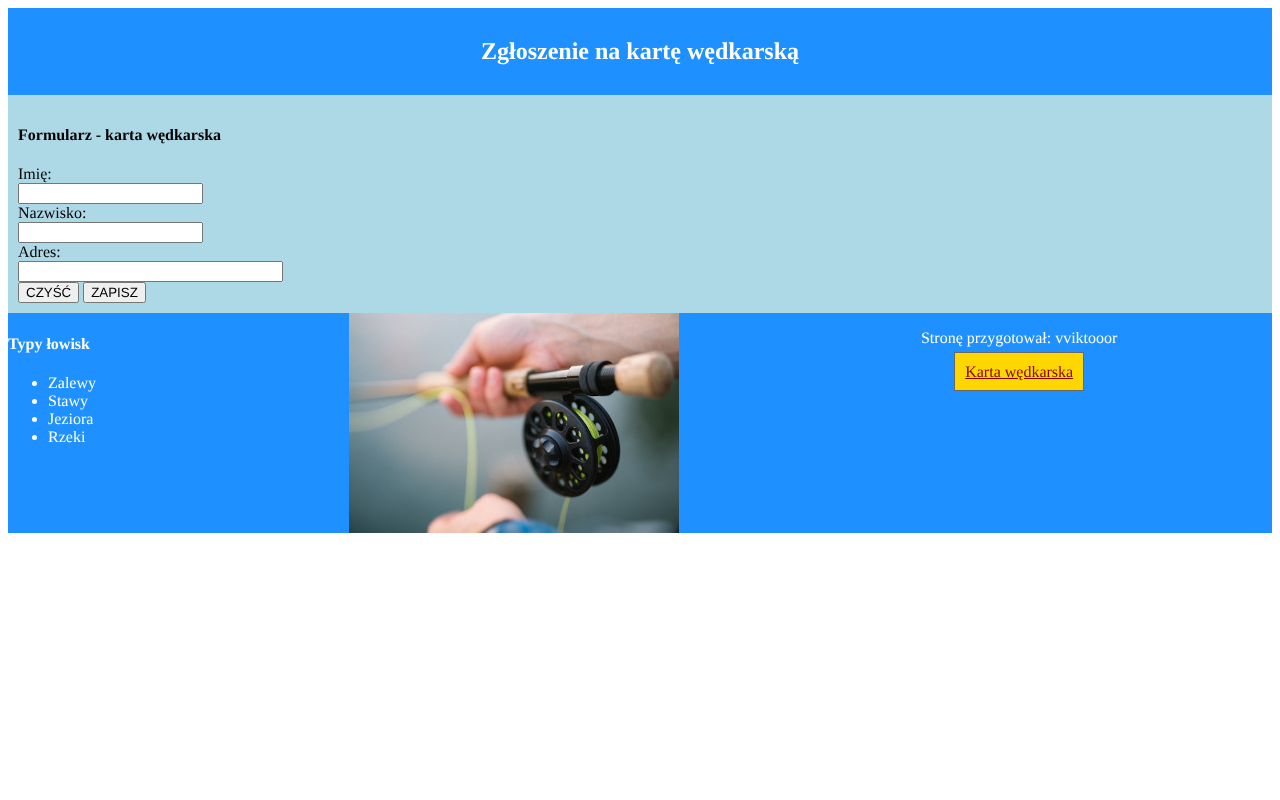 Zgłoszenie na kartę wędkarską
Formularz - karta wędkarska
Imię:
Nazwisko:
Adres:
CZYŚĆ ZAPISZ
Typy łowisk
Zalewy
Stawy
Jeziora
Rzeki
Stronę przygotował: vviktooor
Karta wędkarska